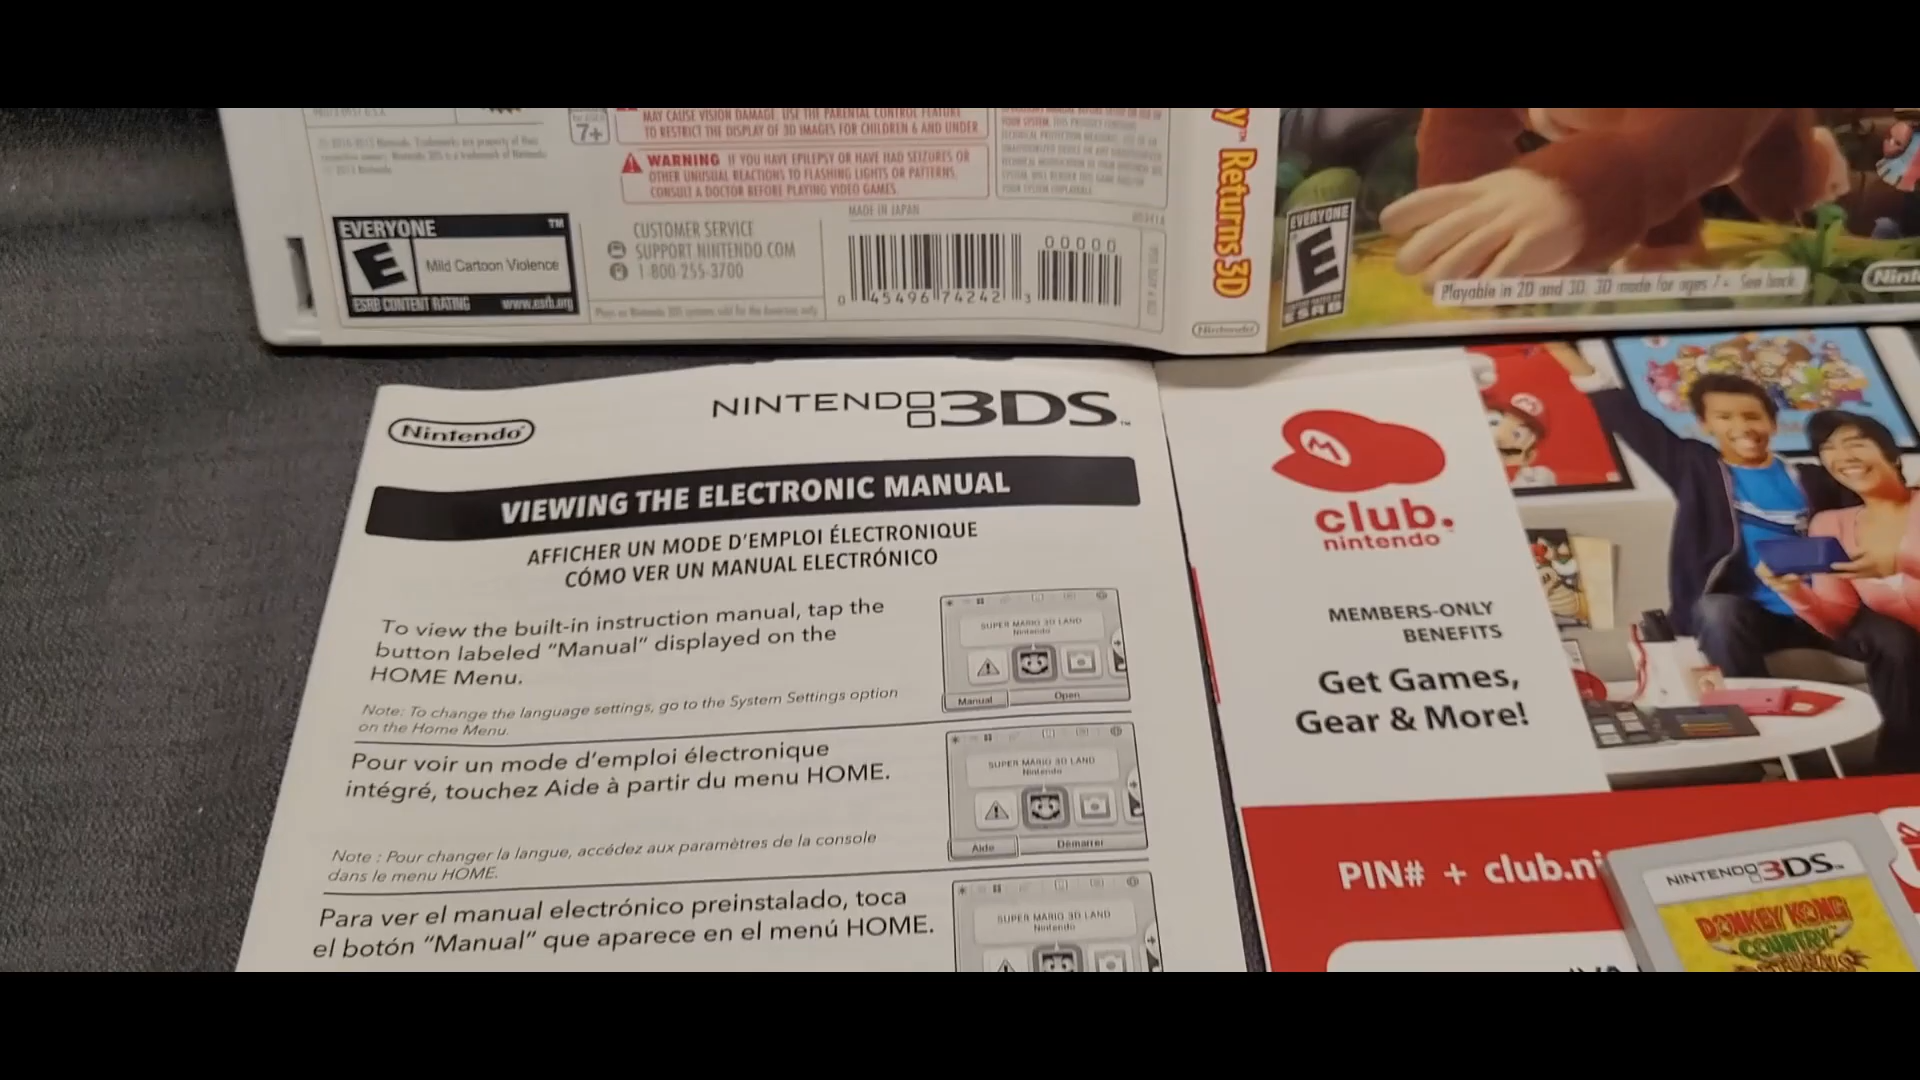 MAY CAUSE VISION DAMAGE. USE THE PARENTAL CONTROL FEATURE
TO RESTRICT THE DISPLAY OF 3D IMAGES FOR CHILDREN 6 AND UNDER.
7+
WARNING IF YOU HAVE EPILEPSY OR HAVE HAD SEIZURES OR
OTHER UNUSUAL REACTIONS TO FLASHING LIGHTS OR PATTERNS,
CONSULT A DOCTOR BEFORE PLAYING VIDEO GAMES.
MADE IN JAPAN
EVERYONE ™
E
Mild Cartoon Violence
ESRB CONTENT RATING www.esrb.org
CUSTOMER SERVICE
SUPPORT.NINTENDO.COM
1-800-255-3700
00000
0 45496 74242 3
y™ Returns 3D
Nintendo
EVERYONE
E
ESRB
Playable in 2D and 3D. 3D mode for ages 7+. See back.
Ninte
Nintendo
NINTENDO 3DS™
VIEWING THE ELECTRONIC MANUAL
AFFICHER UN MODE D'EMPLOI ÉLECTRONIQUE
CÓMO VER UN MANUAL ELECTRÓNICO
To view the built-in instruction manual, tap the
button labeled "Manual" displayed on the
HOME Menu.
Note: To change the language settings, go to the System Settings option
on the Home Menu.
SUPER MARIO 3D LAND
Nintendo
Manual Open
Pour voir un mode d'emploi électronique
intégré, touchez Aide à partir du menu HOME.
Note : Pour changer la langue, accédez aux paramètres de la console
dans le menu HOME.
SUPER MARIO 3D LAND
Nintendo
Aide Démarrer
Para ver el manual electrónico preinstalado, toca
el botón "Manual" que aparece en el menú HOME.
SUPER MARIO 3D LAND
Nintendo
M
club.
nintendo
MEMBERS-ONLY
BENEFITS
Get Games,
Gear & More!
PIN# + club.ni
NINTENDO 3DS™
DONKEY KONG
COUNTRY
RETURNS